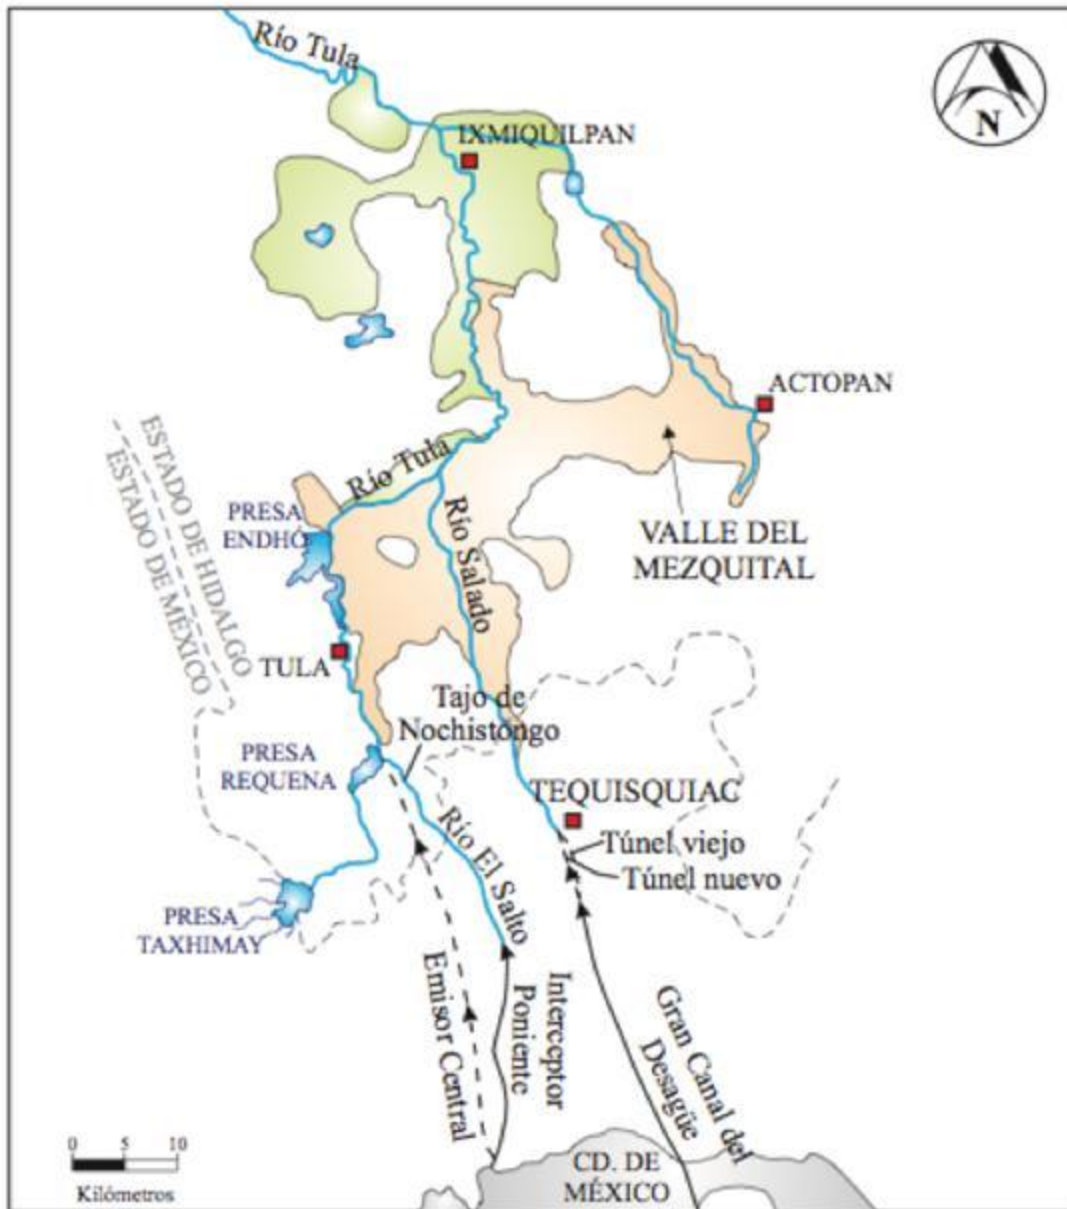 Río Tula
N
IXMIQUILPAN
ACTOPAN
ESTADO DE HIDALGO
ESTADO DE MÉXICO
Río Tula
PRESA
ENDHÓ
Río Salado
VALLE DEL
MEZQUITAL
TULA
Tajo de
Nochistongo
PRESA
REQUENA
TEQUISQUIAC
Túnel viejo
Túnel nuevo
Río El Salto
PRESA
TAXHIMAY
Emisor Central
Interceptor
Poniente
Gran Canal del
Desagüe
0 5 10
Kilómetros
CD. DE
MÉXICO